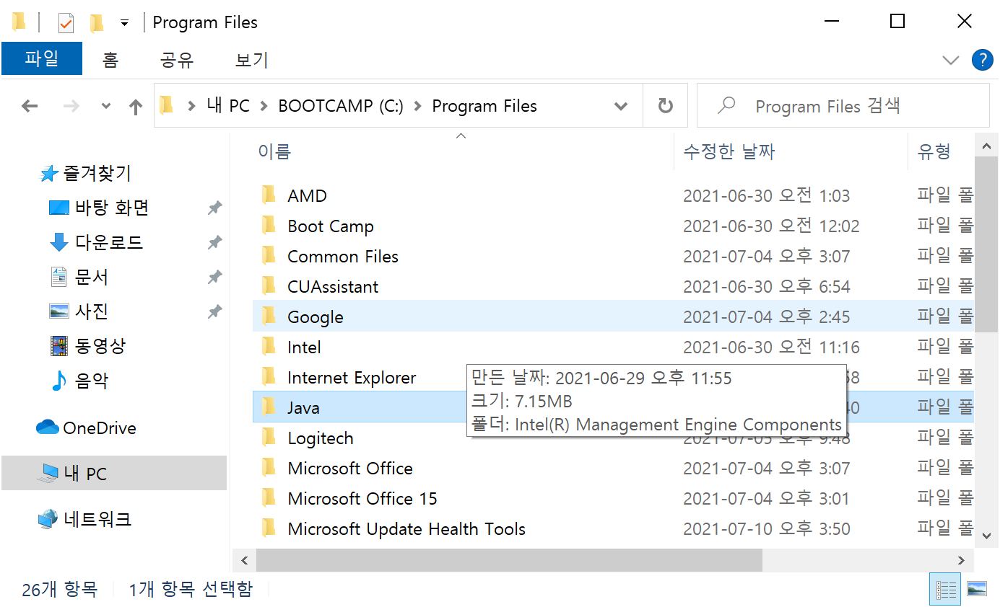 Program Files
파일 홈 공유 보기
내 PC BOOTCAMP (C:) Program Files Program Files 검색
이름 수정한 날짜 유형
즐겨찾기
바탕 화면
다운로드
문서
사진
동영상
음악
OneDrive
내 PC
네트워크
AMD 2021-06-30 오전 1:03 파일 폴
Boot Camp 2021-06-30 오전 12:02 파일 폴
Common Files 2021-07-04 오후 3:07 파일 폴
CUAssistant 2021-06-30 오후 6:54 파일 폴
Google 2021-07-04 오후 2:45 파일 폴
Intel 2021-06-30 오전 11:16 파일 폴
Internet Explorer 파일 폴
Java 파일 폴
만든 날짜: 2021-06-29 오후 11:55
크기: 7.15MB
폴더: Intel(R) Management Engine Components
Logitech 2021-07-05 오후 9:48 파일 폴
Microsoft Office 2021-07-04 오후 3:07 파일 폴
Microsoft Office 15 2021-07-04 오후 3:01 파일 폴
Microsoft Update Health Tools 2021-07-10 오후 3:50 파일 폴
26개 항목 1개 항목 선택함